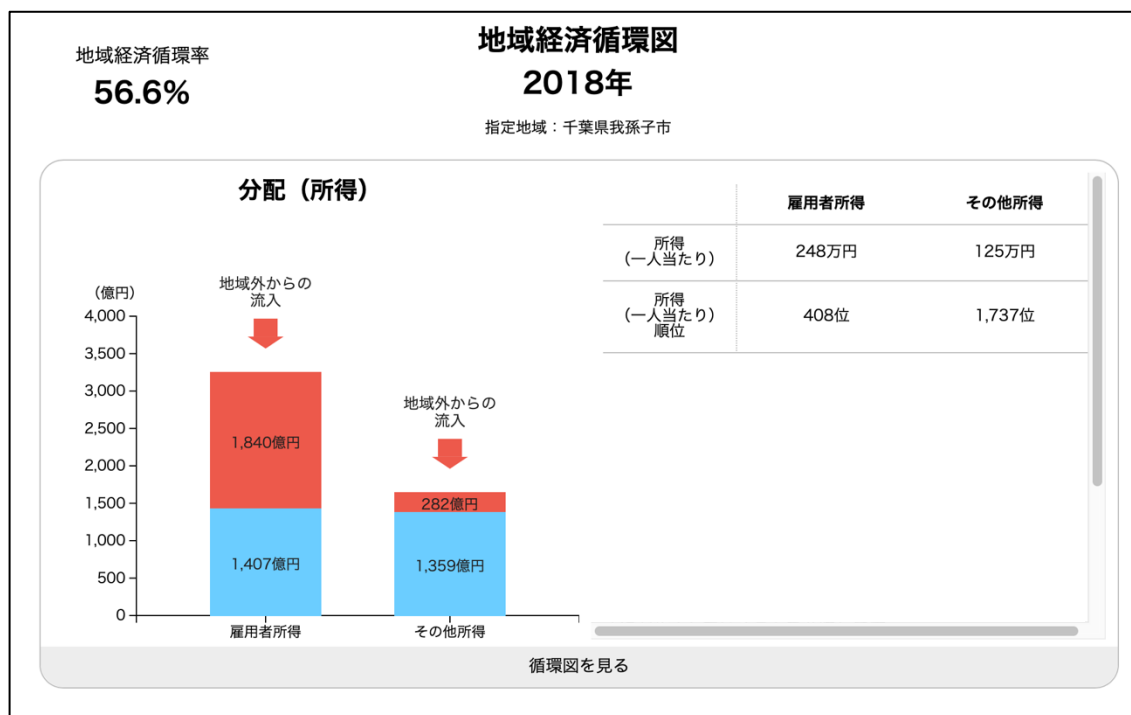 地域経済循環率
56.6%
地域経済循環図
2018年
指定地域：千葉県我孫子市
分配（所得）
地域外からの
流入
（億円）
4,000
3,500
3,000
2,500
2,000
1,500
1,000
500
0
1,840億円
1,407億円
地域外からの
流入
282億円
1,359億円
雇用者所得
その他所得
雇用者所得 その他所得
所得
（一人当たり）
248万円 125万円
所得
（一人当たり）
順位
408位 1,737位
循環図を見る